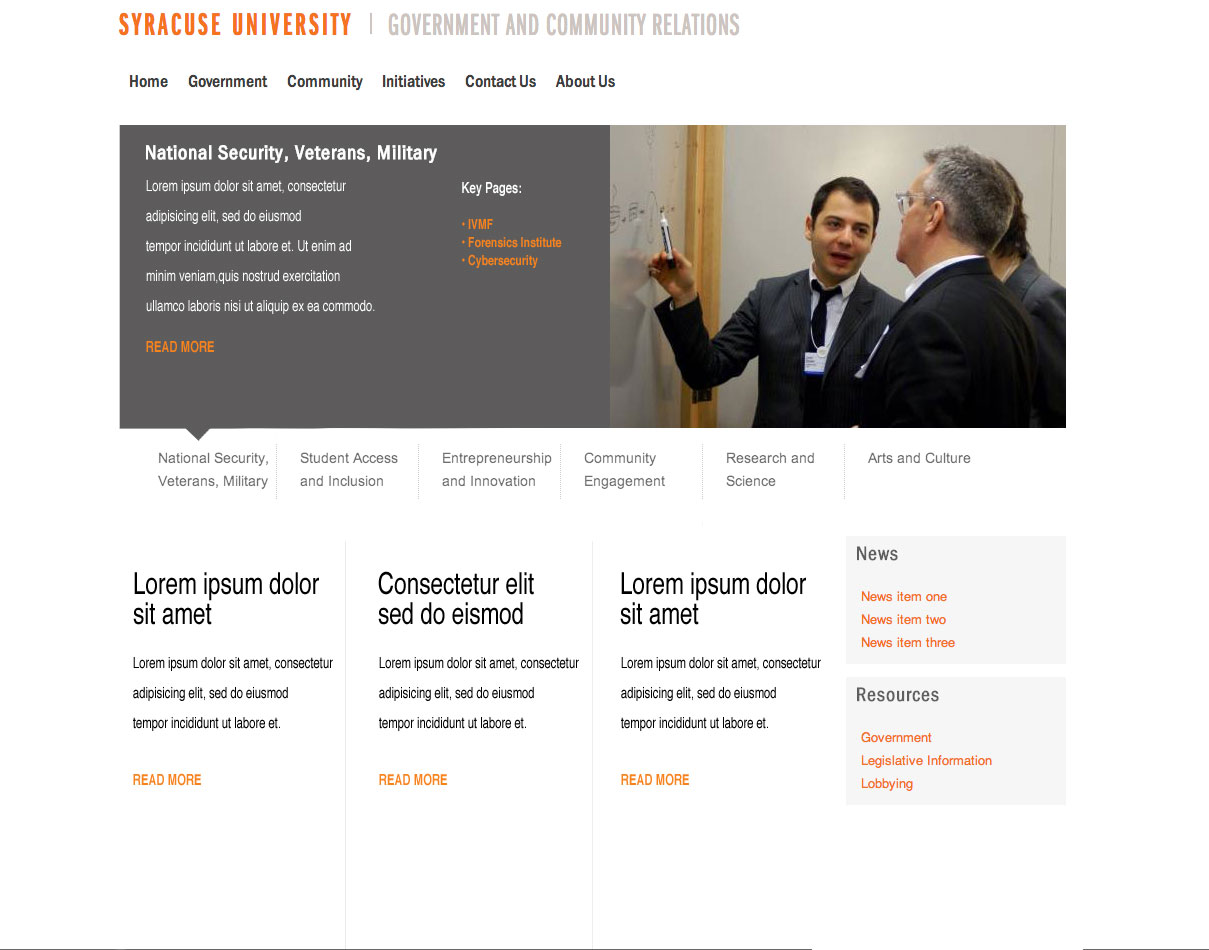 SYRACUSE UNIVERSITY | GOVERNMENT AND COMMUNITY RELATIONS
Home Government Community Initiatives Contact Us About Us
National Security, Veterans, Military
Lorem ipsum dolor sit amet, consectetur
adipisicing elit, sed do eiusmod
tempor incididunt ut labore et. Ut enim ad
minim veniam,quis nostrud exercitation
ullamco laboris nisi ut aliquip ex ea commodo.
READ MORE
Key Pages:
• IVMF
• Forensics Institute
• Cybersecurity
National Security,
Veterans, Military
Student Access
and Inclusion
Entrepreneurship
and Innovation
Community
Engagement
Research and
Science
Arts and Culture
Lorem ipsum dolor
sit amet
Lorem ipsum dolor sit amet, consectetur
adipisicing elit, sed do eiusmod
tempor incididunt ut labore et.
READ MORE
Consectetur elit
sed do eismod
Lorem ipsum dolor sit amet, consectetur
adipisicing elit, sed do eiusmod
tempor incididunt ut labore et.
READ MORE
Lorem ipsum dolor
sit amet
Lorem ipsum dolor sit amet, consectetur
adipisicing elit, sed do eiusmod
tempor incididunt ut labore et.
READ MORE
News
News item one
News item two
News item three
Resources
Government
Legislative Information
Lobbying